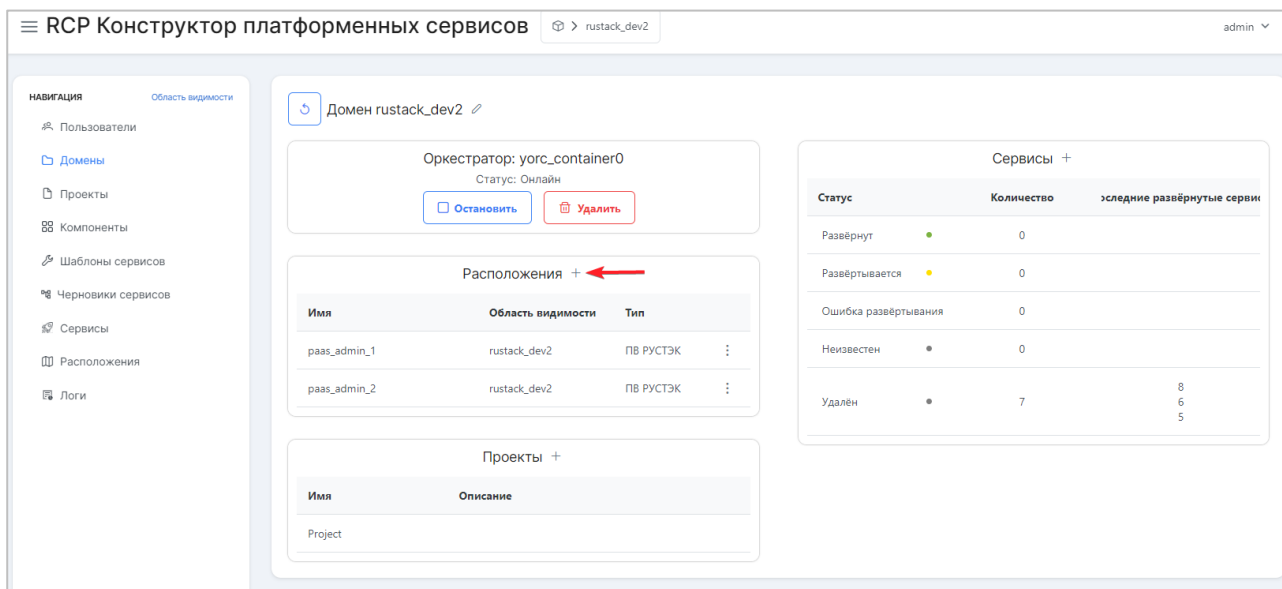 RCP Конструктор платформенных сервисов
rustack_dev2
admin
НАВИГАЦИЯ
Область видимости
Пользователи
Домены
Проекты
Компоненты
Шаблоны сервисов
Черновики сервисов
Сервисы
Расположения
Логи
Домен rustack_dev2
Оркестратор: yorc_container0
Статус: Онлайн
Остановить
Удалить
Расположения +
Имя Область видимости Тип
paas_admin_1 rustack_dev2 ПВ РУСТЭК
paas_admin_2 rustack_dev2 ПВ РУСТЭК
Проекты +
Имя Описание
Project
Сервисы +
Статус Количество оследние развёрнутые серви
Развёрнут 0
Развёртывается 0
Ошибка развёртывания 0
Неизвестен 0
Удалён 7 8
6
5